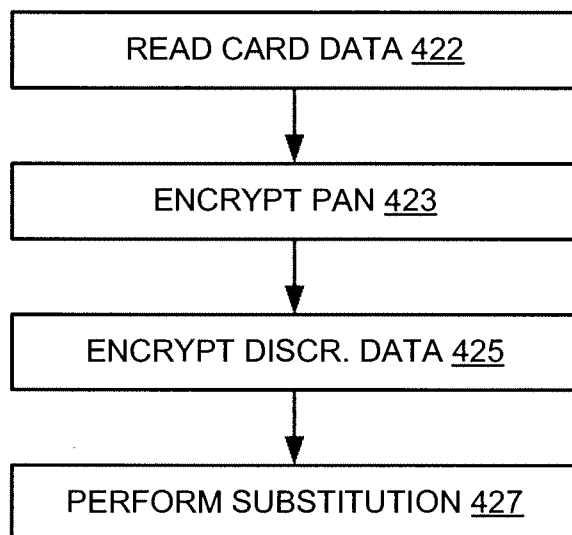 READ CARD DATA 422
ENCRYPT PAN 423
ENCRYPT DISCR. DATA 425
PERFORM SUBSTITUTION 427